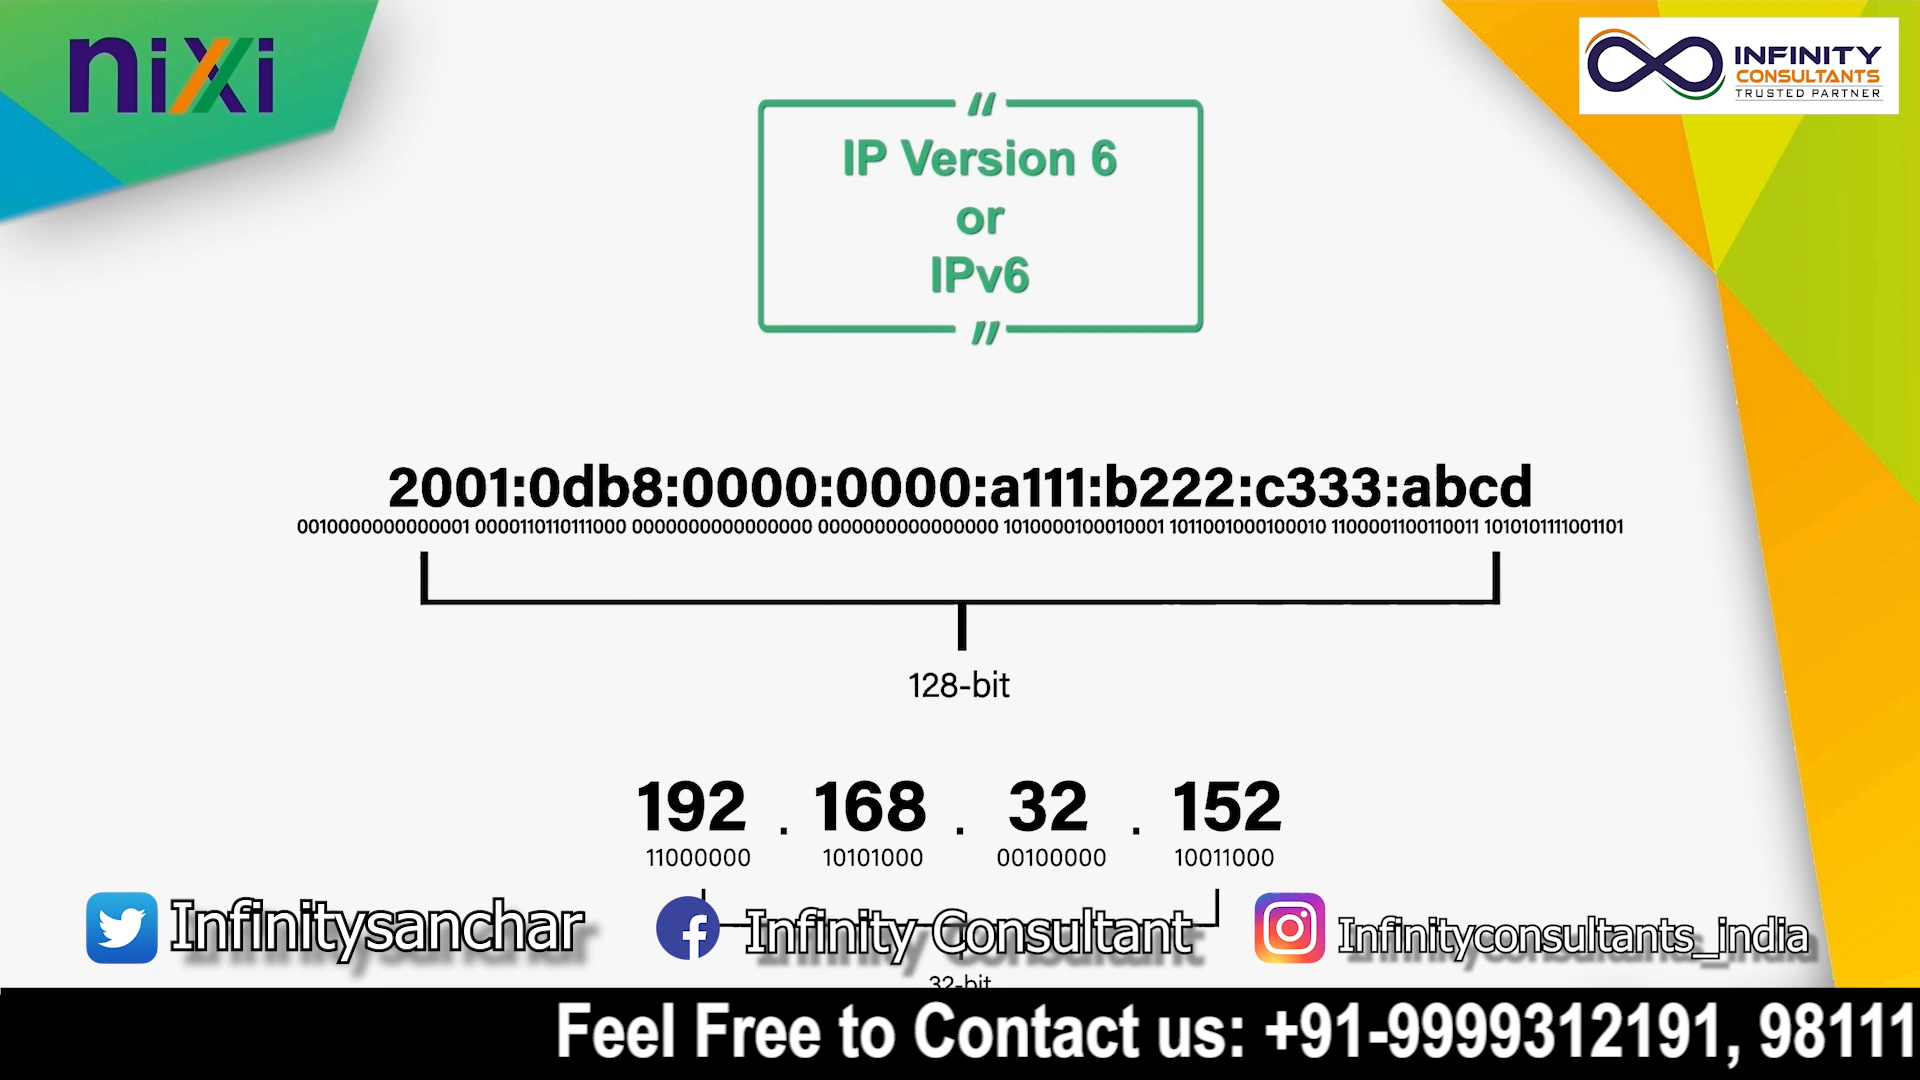 nixi
INFINITY
CONSULTANTS
TRUSTED PARTNER
"
IP Version 6
or
IPv6
"
2001:0db8:0000:0000:a111:b222:c333:abcd
0010000000000001 0000110110111000 0000000000000000 0000000000000000 1010000100010001 1011001000100010 1100001100110011 1010101111001101
128-bit
192 . 168 . 32 . 152
11000000 10101000 00100000 10011000
Infinitysanchar Infinity Consultant Infinityconsultants_india
32-bit
Feel Free to Contact us: +91-9999312191, 98111